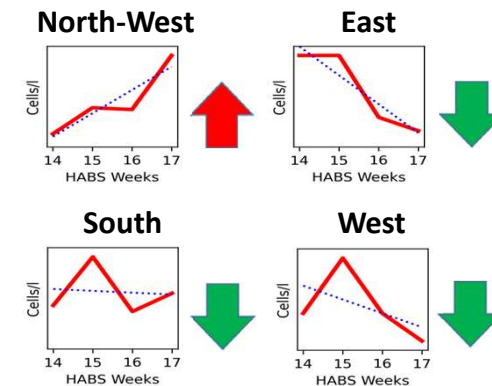 North-West
Cells/l
14 15 16 17
HABS Weeks
East
Cells/l
14 15 16 17
HABS Weeks
South
Cells/l
14 15 16 17
HABS Weeks
West
Cells/l
14 15 16 17
HABS Weeks